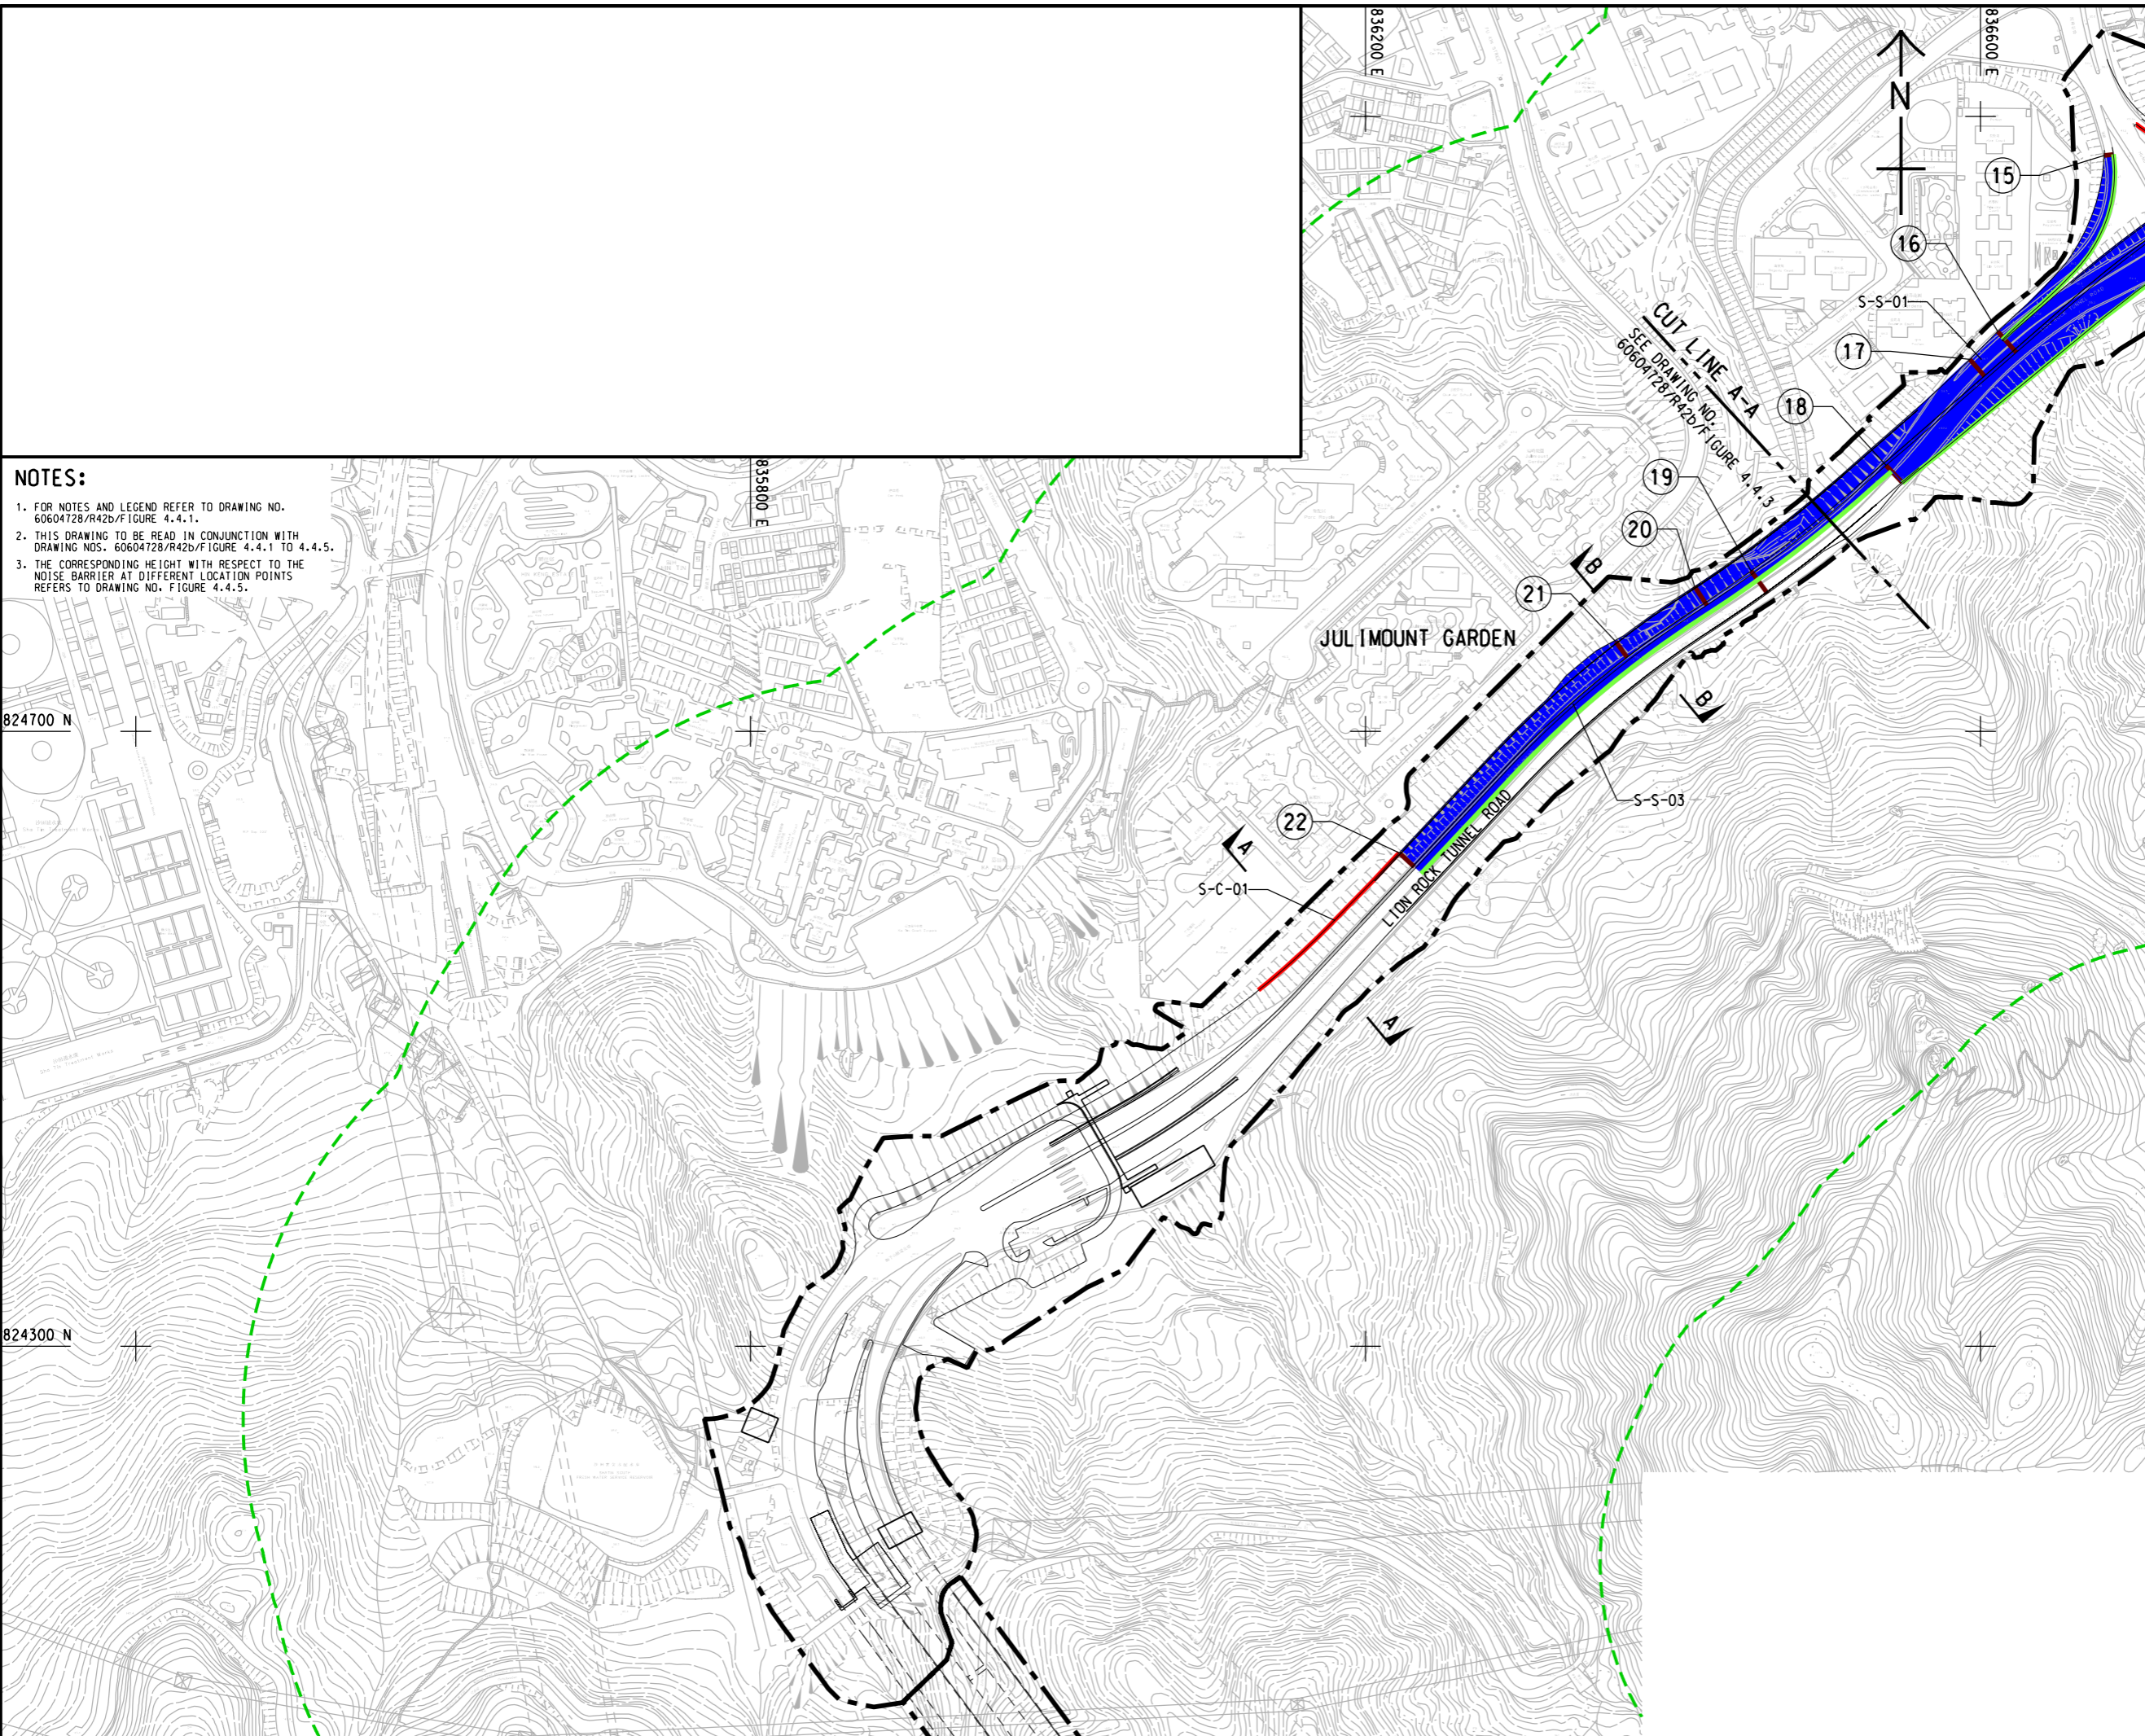 836200 E
836600 E
N
15
16
S-S-01
17
CUT LINE A-A
SEE DRAWING NO.
60604728/R42b/FIGURE 4.4.3
18
19
20
B
21
JULIMOUNT GARDEN
B
S-S-03
22
A
S-C-01
LION ROCK TUNNEL ROAD
A
NOTES:
1. FOR NOTES AND LEGEND REFER TO DRAWING NO.
60604728/R42b/FIGURE 4.4.1.
2. THIS DRAWING TO BE READ IN CONJUNCTION WITH
DRAWING NOS. 60604728/R42b/FIGURE 4.4.1 TO 4.4.5.
3. THE CORRESPONDING HEIGHT WITH RESPECT TO THE
NOISE BARRIER AT DIFFERENT LOCATION POINTS
REFERS TO DRAWING NO. FIGURE 4.4.5.
835800 E
824700 N
824300 N